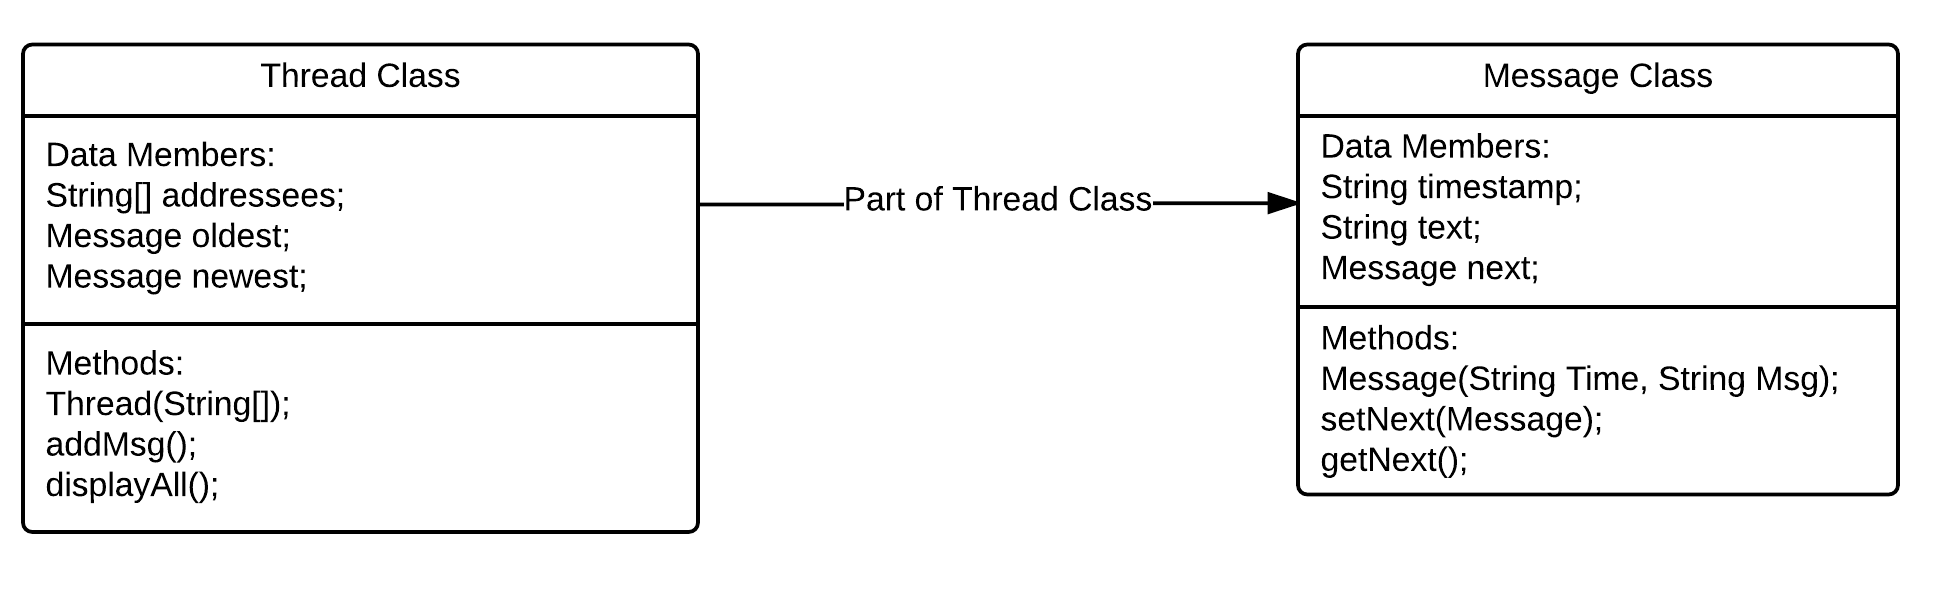 Thread Class
Data Members:
String[] addressees;
Message oldest;
Message newest;
Methods:
Thread(String[]);
addMsg();
displayAll();
Part of Thread Class
Message Class
Data Members:
String timestamp;
String text;
Message next;
Methods:
Message(String Time, String Msg);
setNext(Message);
getNext();